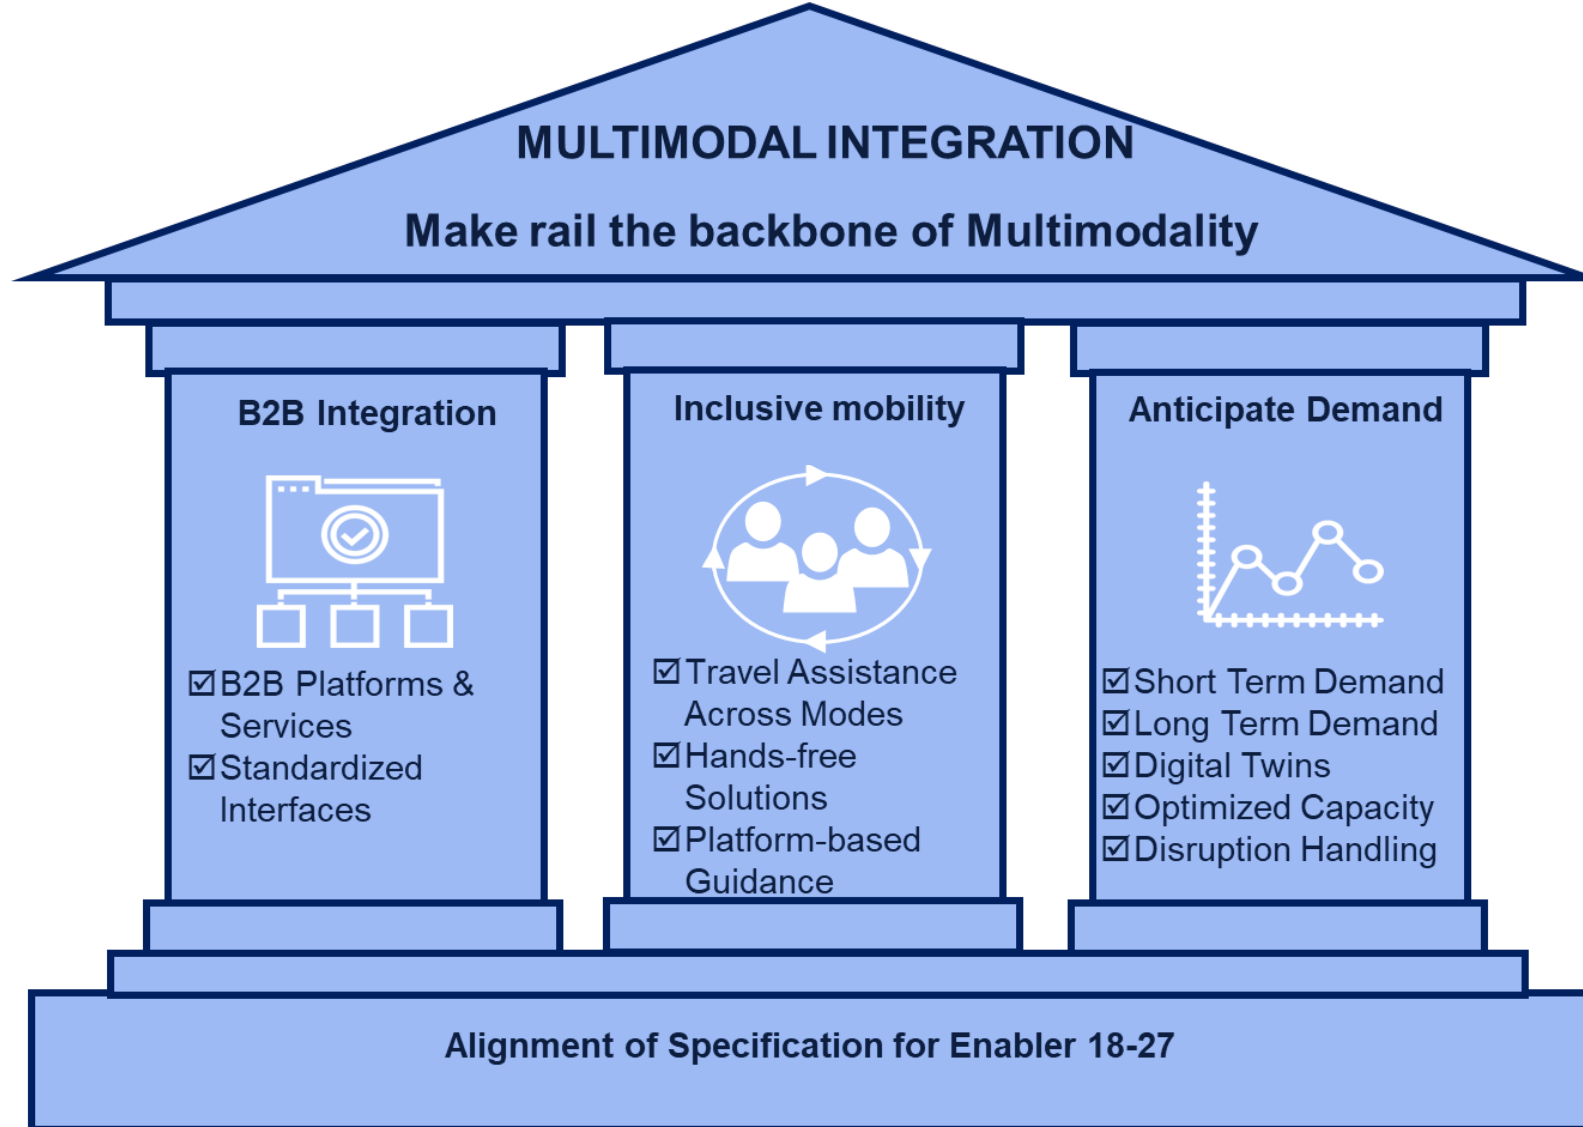 MULTIMODAL INTEGRATION
Make rail the backbone of Multimodality
B2B Integration
☑B2B Platforms &
Services
☑Standardized
Interfaces
Inclusive mobility
☑Travel Assistance
Across Modes
☑Hands-free
Solutions
☑Platform-based
Guidance
Anticipate Demand
☑Short Term Demand
☑Long Term Demand
☑Digital Twins
☑Optimized Capacity
☑Disruption Handling
Alignment of Specification for Enabler 18-27